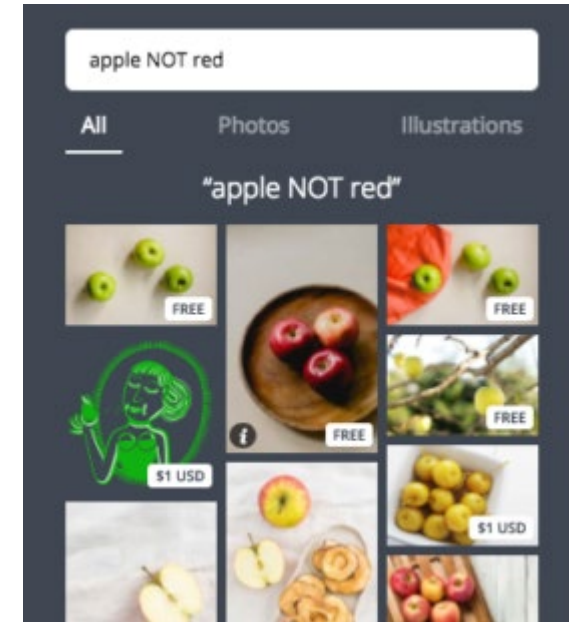 apple NOT red
All Photos Illustrations
"apple NOT red"
FREE
FREE
FREE
FREE
$1 USD
i
$1 USD